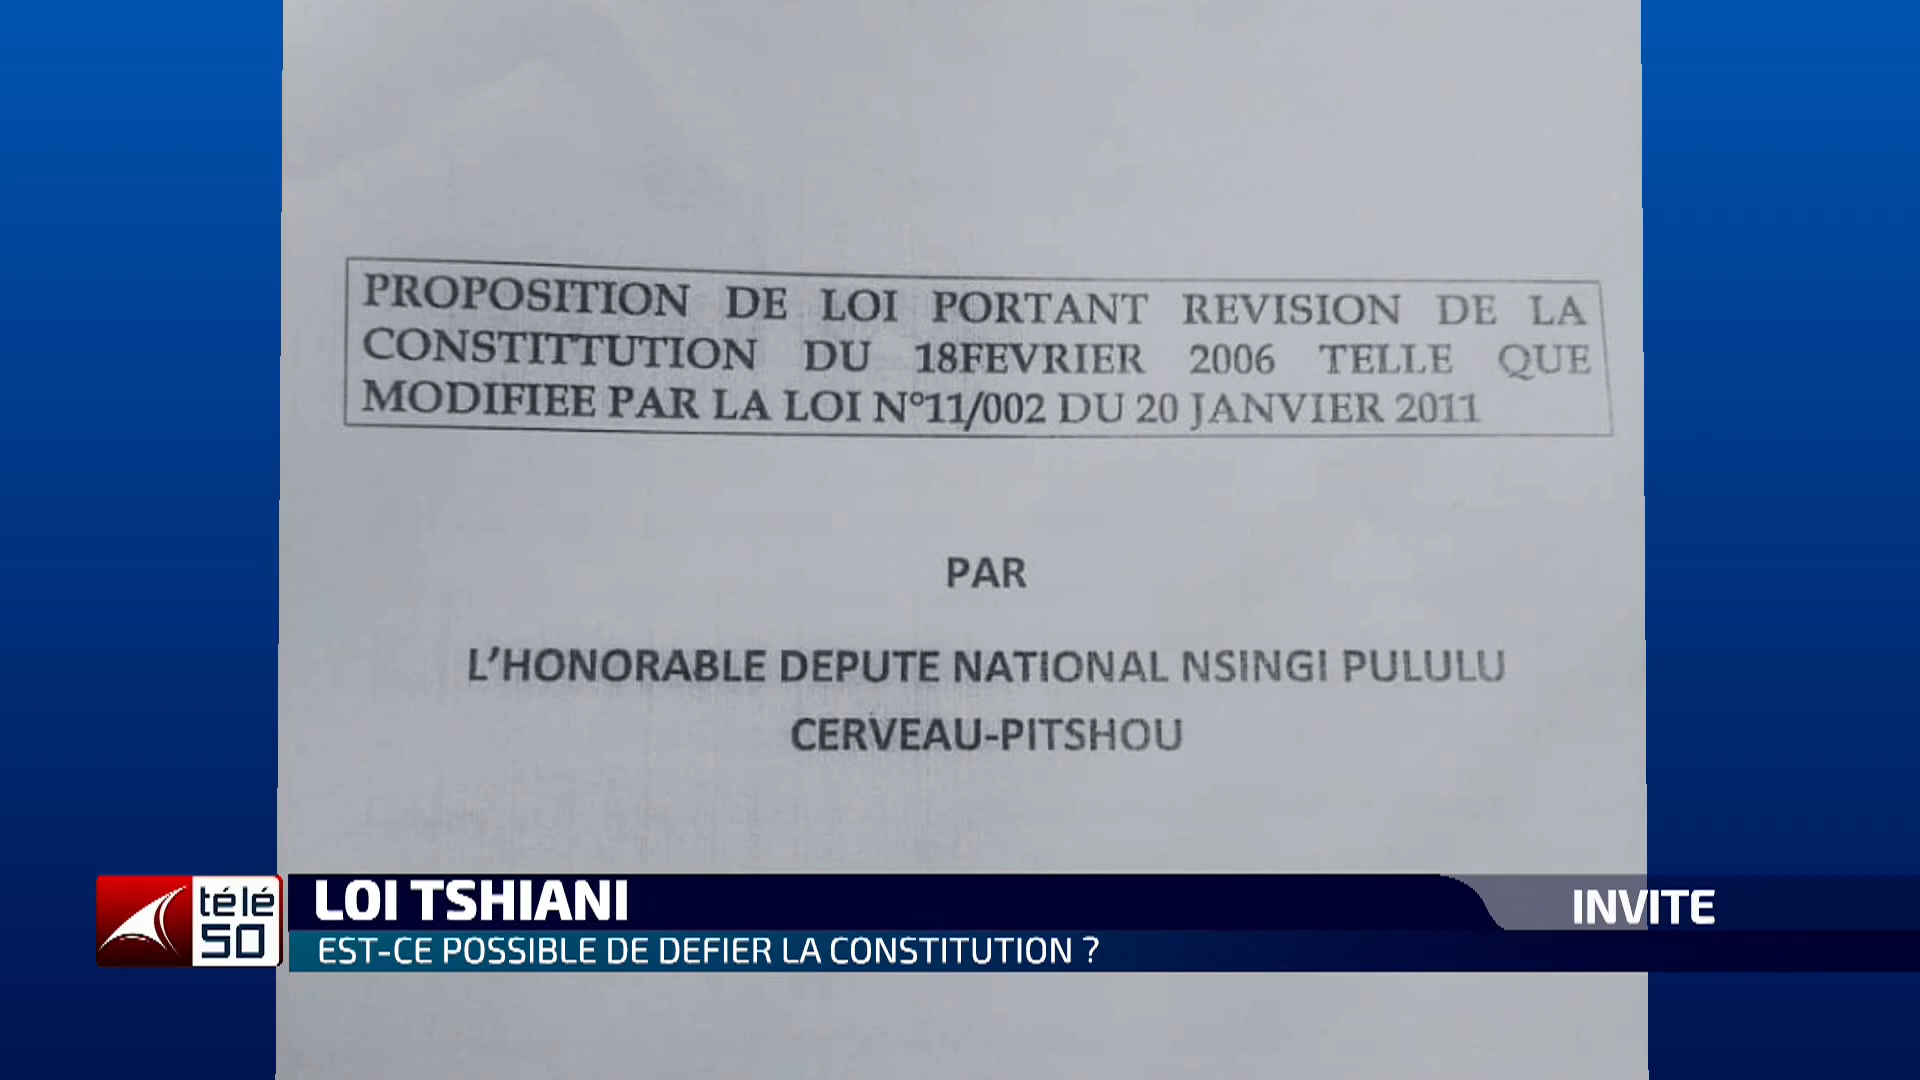 PROPOSITION DE LOI PORTANT REVISION DE LA
CONSTITTUTION DU 18FEVRIER 2006 TELLE QUE
MODIFIEE PAR LA LOI N°11/002 DU 20 JANVIER 2011
PAR
L'HONORABLE DEPUTE NATIONAL NSINGI PULULU
CERVEAU-PITSHOU
télé
50
LOI TSHIANI
INVITE
EST-CE POSSIBLE DE DEFIER LA CONSTITUTION ?